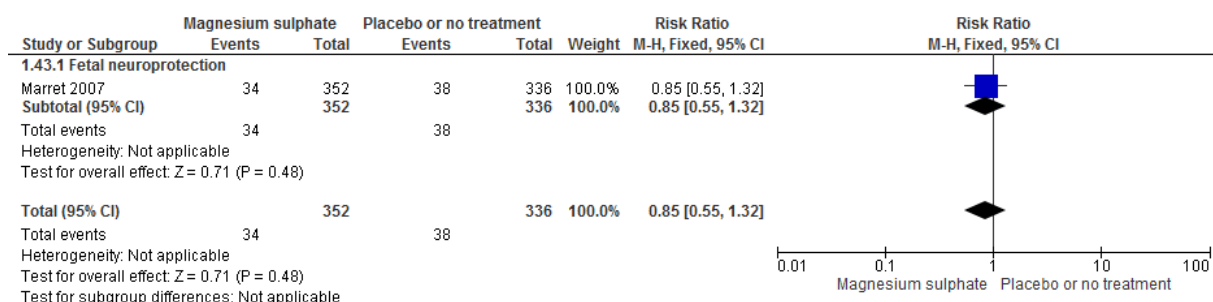 Magnesium sulphate Placebo or no treatment Risk Ratio Risk Ratio
Study or Subgroup Events Total Events Total Weight M-H, Fixed, 95% CI M-H, Fixed, 95% CI
1.43.1 Fetal neuroprotection
Marret 2007 34 352 38 336 100.0% 0.85 [0.55, 1.32]
Subtotal (95% CI) 352 336 100.0% 0.85 [0.55, 1.32]
Total events 34 38
Heterogeneity: Not applicable
Test for overall effect: Z = 0.71 (P = 0.48)
Total (95% CI) 352 336 100.0% 0.85 [0.55, 1.32]
Total events 34 38
Heterogeneity: Not applicable
Test for overall effect: Z = 0.71 (P = 0.48)
Test for subgroup differences: Not applicable
0.01 0.1 1 10 100
Magnesium sulphate Placebo or no treatment